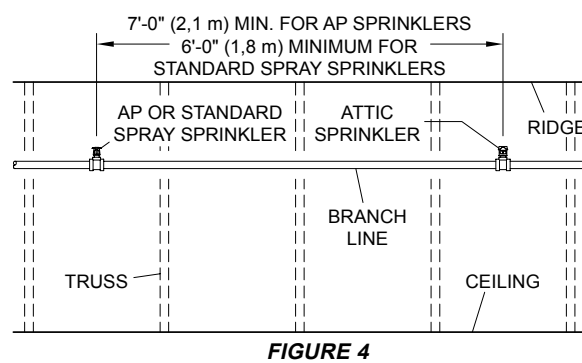 7'-0" (2,1 m) MIN. FOR AP SPRINKLERS
6'-0" (1,8 m) MINIMUM FOR
STANDARD SPRAY SPRINKLERS
AP OR STANDARD
SPRAY SPRINKLER
ATTIC
SPRINKLER
RIDGE
BRANCH
LINE
TRUSS
CEILING
FIGURE 4